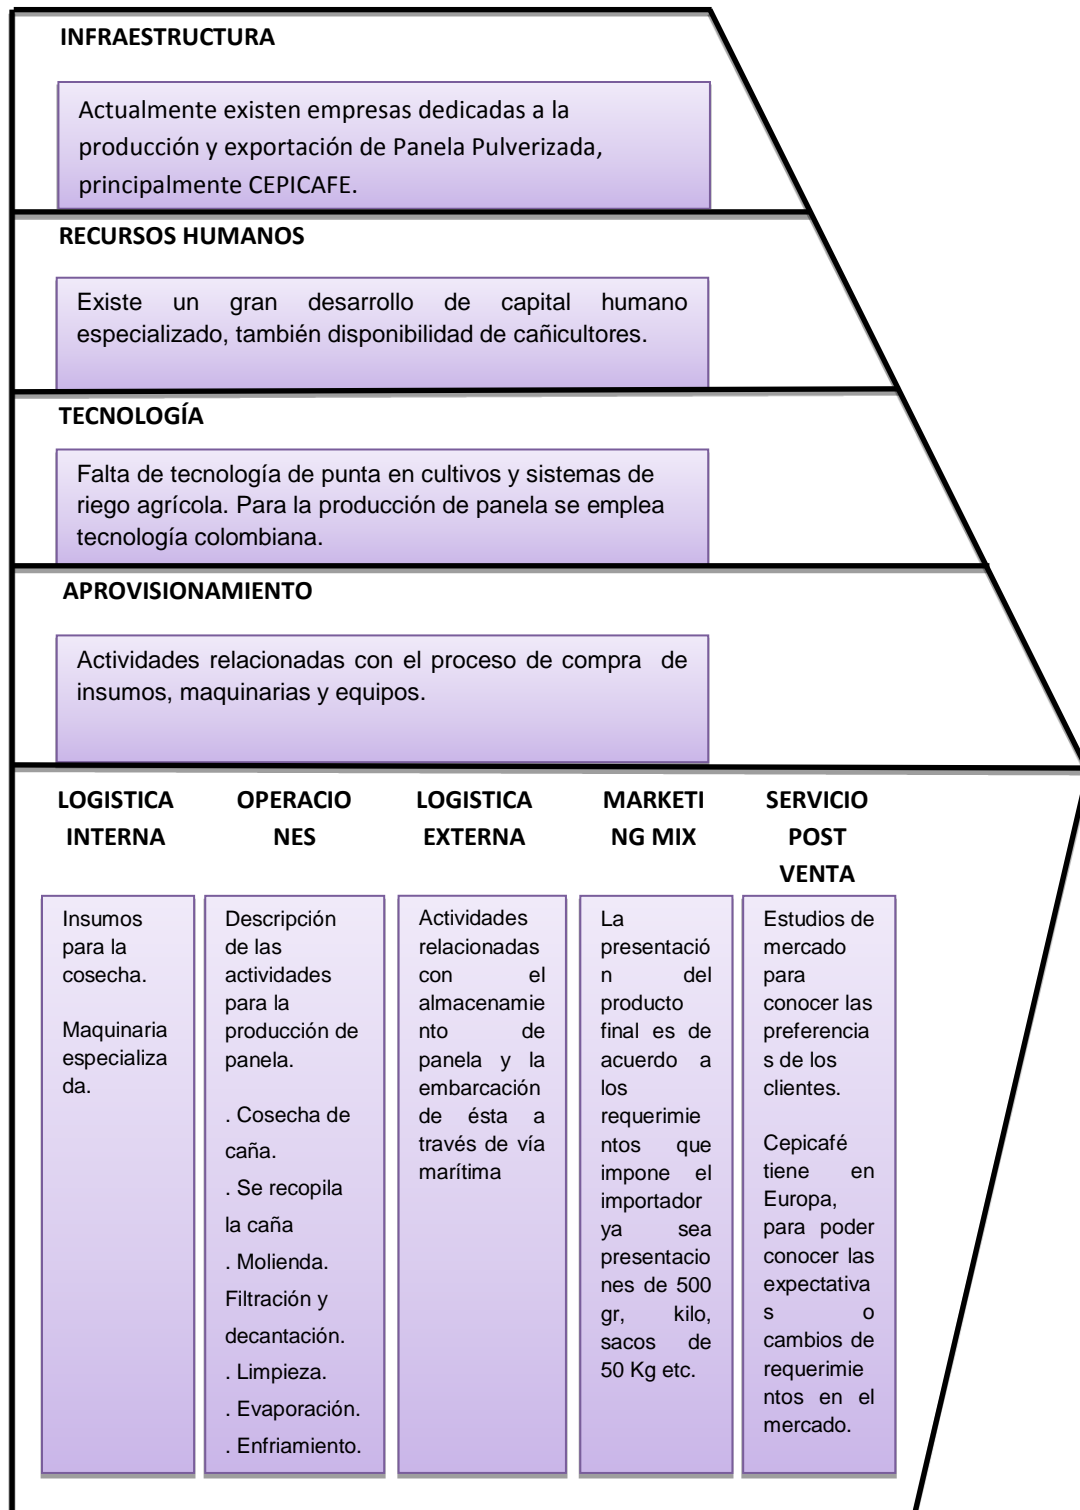 INFRAESTRUCTURA
Actualmente existen empresas dedicadas a la
producción y exportación de Panela Pulverizada,
principalmente CEPICAFE.
RECURSOS HUMANOS
Existe un gran desarrollo de capital humano
especializado, también disponibilidad de cañicultores.
TECNOLOGÍA
Falta de tecnología de punta en cultivos y sistemas de
riego agrícola. Para la producción de panela se emplea
tecnología colombiana.
APROVISIONAMIENTO
Actividades relacionadas con el proceso de compra de
insumos, maquinarias y equipos.
LOGISTICA
INTERNA
Insumos
para la
cosecha.
Maquinaria
especializa
da.
OPERACIO
NES
Descripción
de las
actividades
para la
producción de
panela.
. Cosecha de
caña.
. Se recopila
la caña
. Molienda.
Filtración y
decantación.
. Limpieza.
. Evaporación.
. Enfriamiento.
LOGISTICA
EXTERNA
Actividades
relacionadas
con el
almacenamie
nto de
panela y la
embarcación
de ésta a
través de vía
marítima
MARKETI
NG MIX
La
presentació
n del
producto
final es de
acuerdo a
los
requerimie
ntos que
impone el
importador
ya sea
presentacio
nes de 500
gr, kilo,
sacos de
50 Kg etc.
SERVICIO
POST
VENTA
Estudios de
mercado
para
conocer las
preferencia
s de los
clientes.
Cepicafé
tiene en
Europa,
para poder
conocer las
expectativa
s o
cambios de
requerimie
ntos en el
mercado.